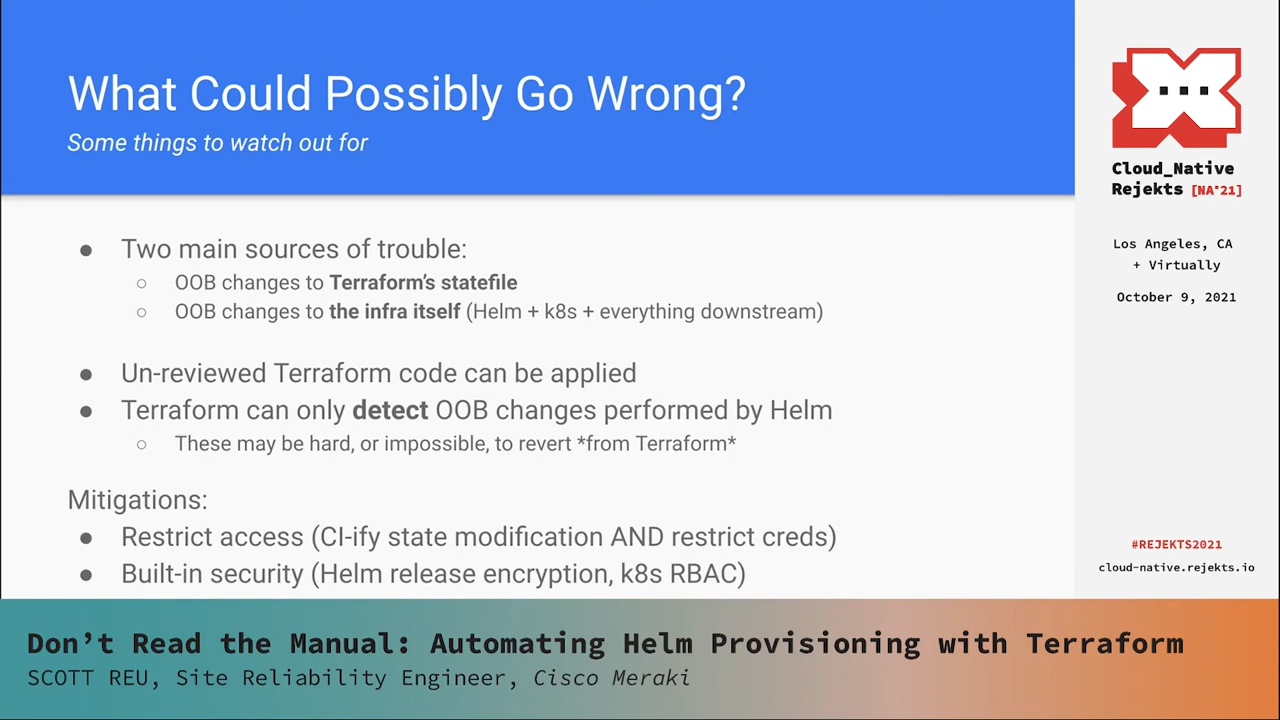 What Could Possibly Go Wrong?
Some things to watch out for
● Two main sources of trouble:
○ OOB changes to Terraform's statefile
○ OOB changes to the infra itself (Helm + k8s + everything downstream)
● Un-reviewed Terraform code can be applied
● Terraform can only detect OOB changes performed by Helm
○ These may be hard, or impossible, to revert *from Terraform*
Mitigations:
● Restrict access (CI-ify state modification AND restrict creds)
● Built-in security (Helm release encryption, k8s RBAC)
Cloud_Native
Rejekts [NA'21]
Los Angeles, CA
+ Virtually
October 9, 2021
#REJEKTS2021
cloud-native.rejekts.io
Don't Read the Manual: Automating Helm Provisioning with Terraform
SCOTT REU, Site Reliability Engineer, Cisco Meraki